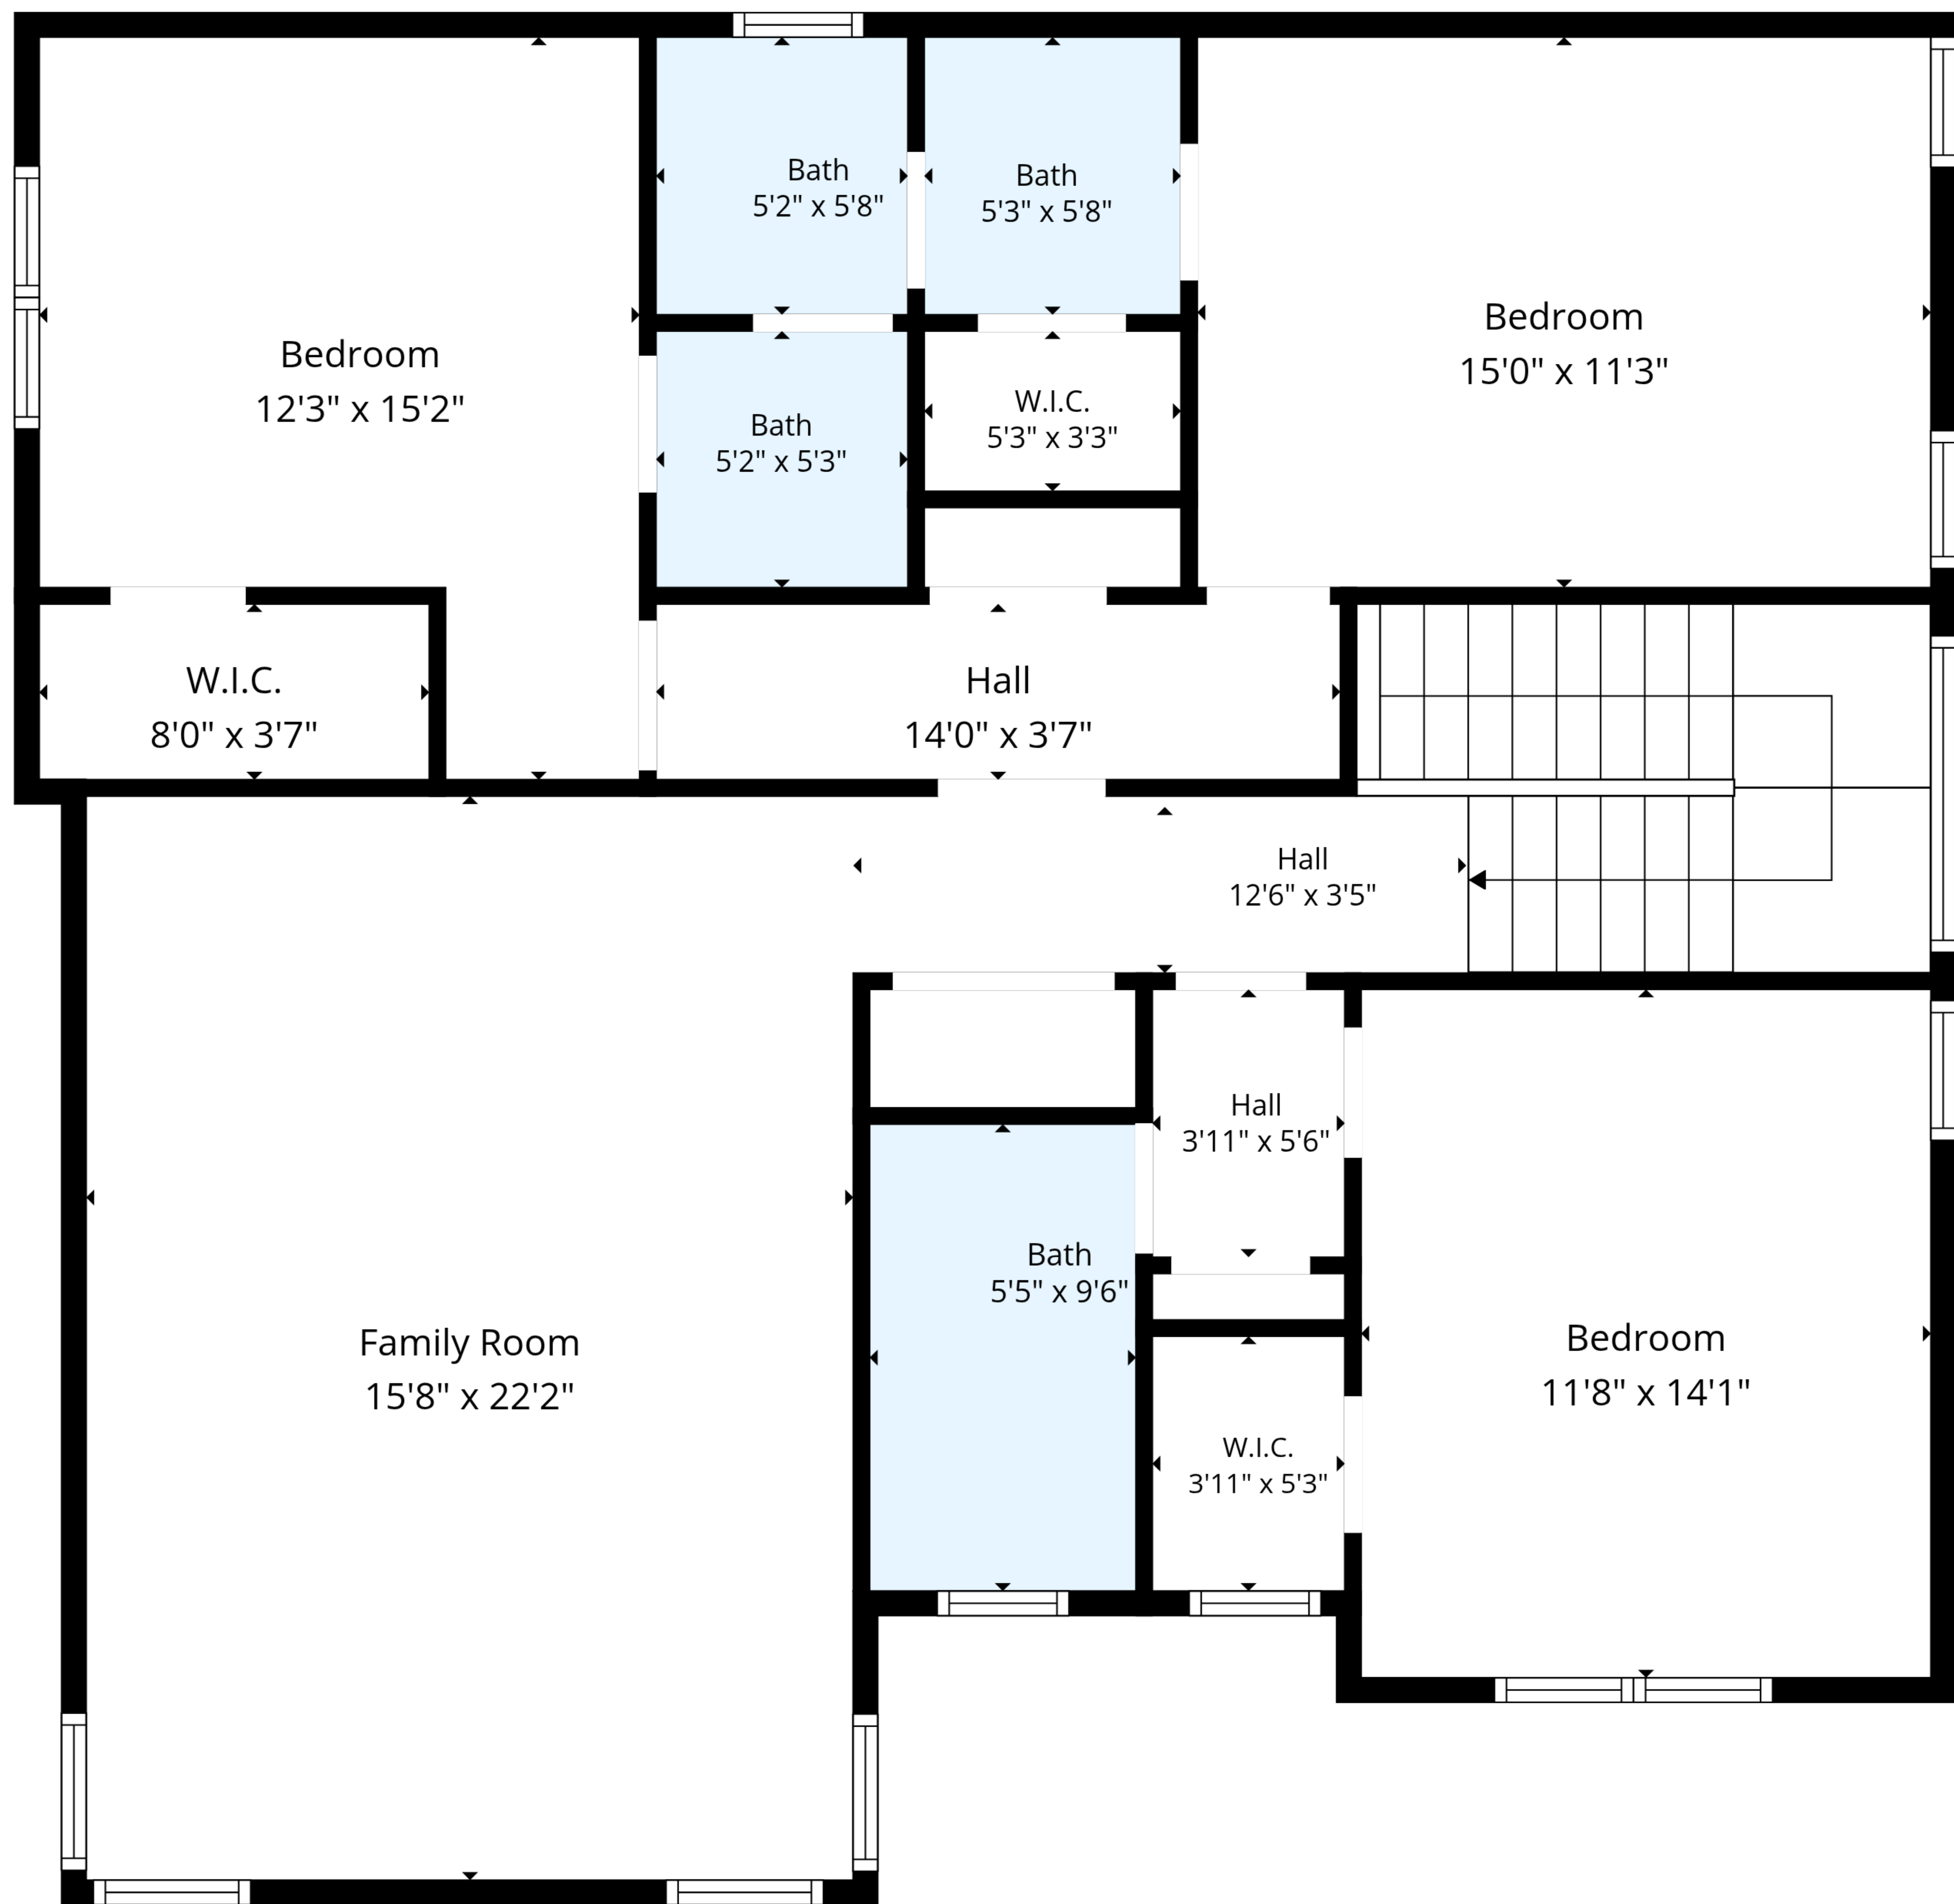 Bath
5'2" x 5'8"
Bath
5'3" x 5'8"
Bedroom
15'0" x 11'3"
Bedroom
12'3" x 15'2"
Bath
5'2" x 5'3"
W.I.C.
5'3" x 3'3"
W.I.C.
8'0" x 3'7"
Hall
14'0" x 3'7"
Hall
12'6" x 3'5"
Hall
3'11" x 5'6"
Bath
5'5" x 9'6"
Family Room
15'8" x 22'2"
Bedroom
11'8" x 14'1"
W.I.C.
3'11" x 5'3"